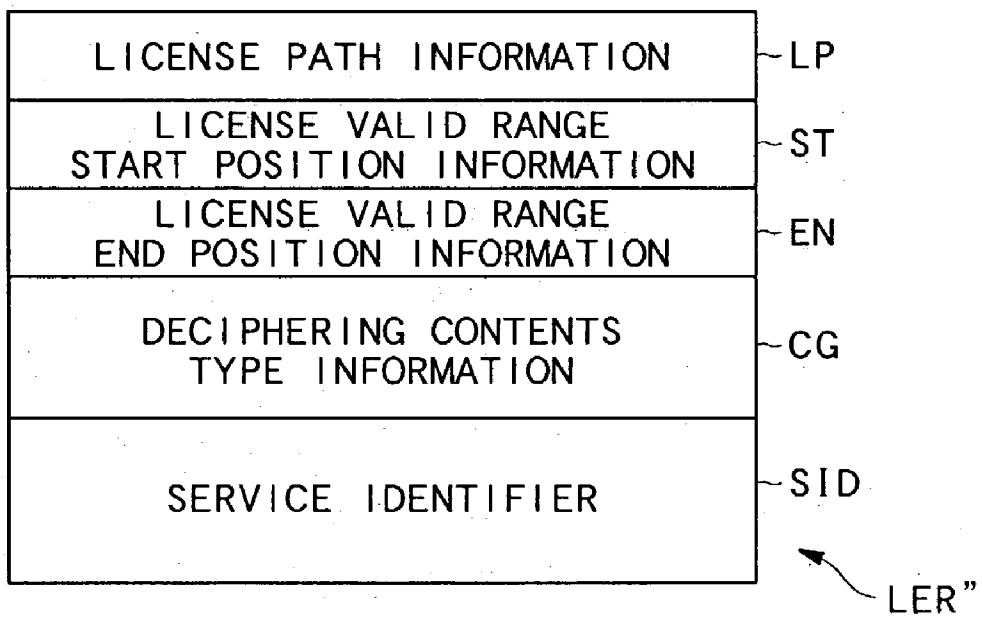 LICENSE PATH INFORMATION
LP
LICENSE VALID RANGE
START POSITION INFORMATION
ST
LICENSE VALID RANGE
END POSITION INFORMATION
EN
DECIPHERING CONTENTS
TYPE INFORMATION
CG
SERVICE IDENTIFIER
SID
LER”